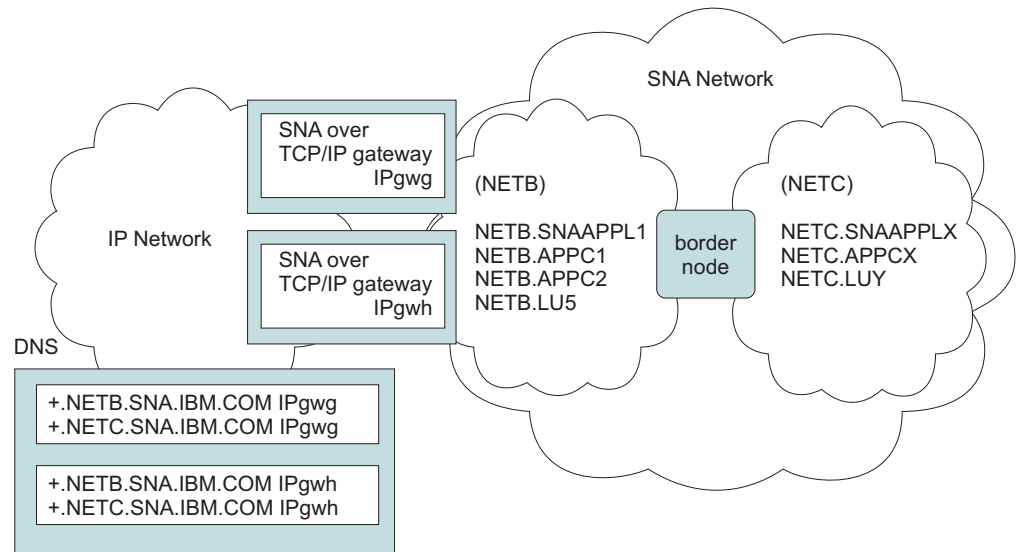 SNA Network
SNA over
TCP/IP gateway
IPgwg
IP Network
SNA over
TCP/IP gateway
IPgwh
(NETB)
NETB.SNAAPPL1
NETB.APPC1
NETB.APPC2
NETB.LU5
border
node
(NETC)
NETC.SNAAPPLX
NETC.APPCX
NETC.LUY
DNS
+.NETB.SNA.IBM.COM IPgwg
+.NETC.SNA.IBM.COM IPgwg
+.NETB.SNA.IBM.COM IPgwh
+.NETC.SNA.IBM.COM IPgwh